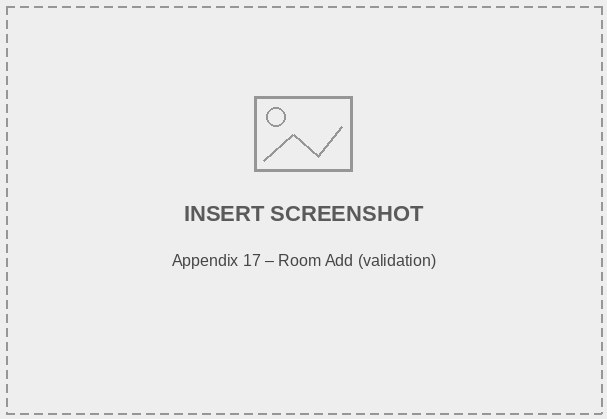 INSERT SCREENSHOT
Appendix 17 – Room Add (validation)